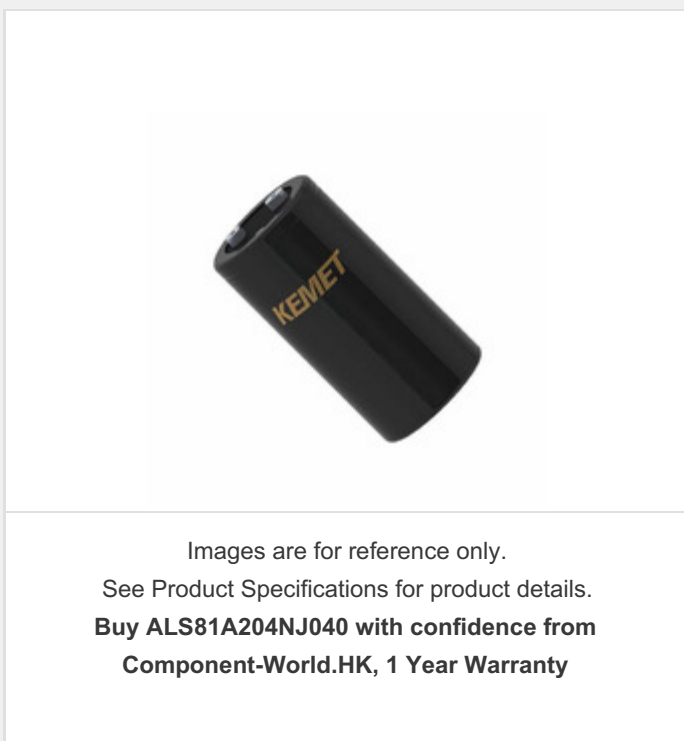 KEMET
Images are for reference only.
See Product Specifications for product details.
Buy ALS81A204NJ040 with confidence from
Component-World.HK, 1 Year Warranty